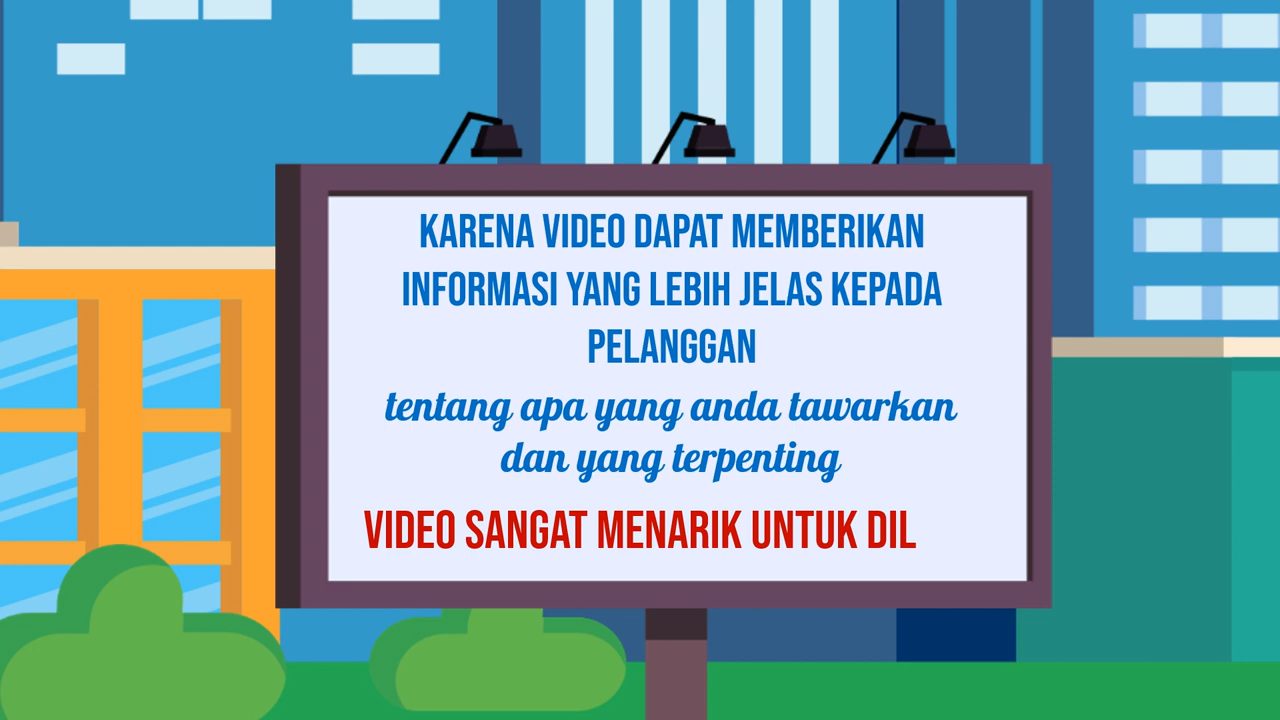 KARENA VIDEO DAPAT MEMBERIKAN
INFORMASI YANG LEBIH JELAS KEPADA
PELANGGAN
tentang apa yang anda tawarkan
dan yang terpenting
VIDEO SANGAT MENARIK UNTUK DIL